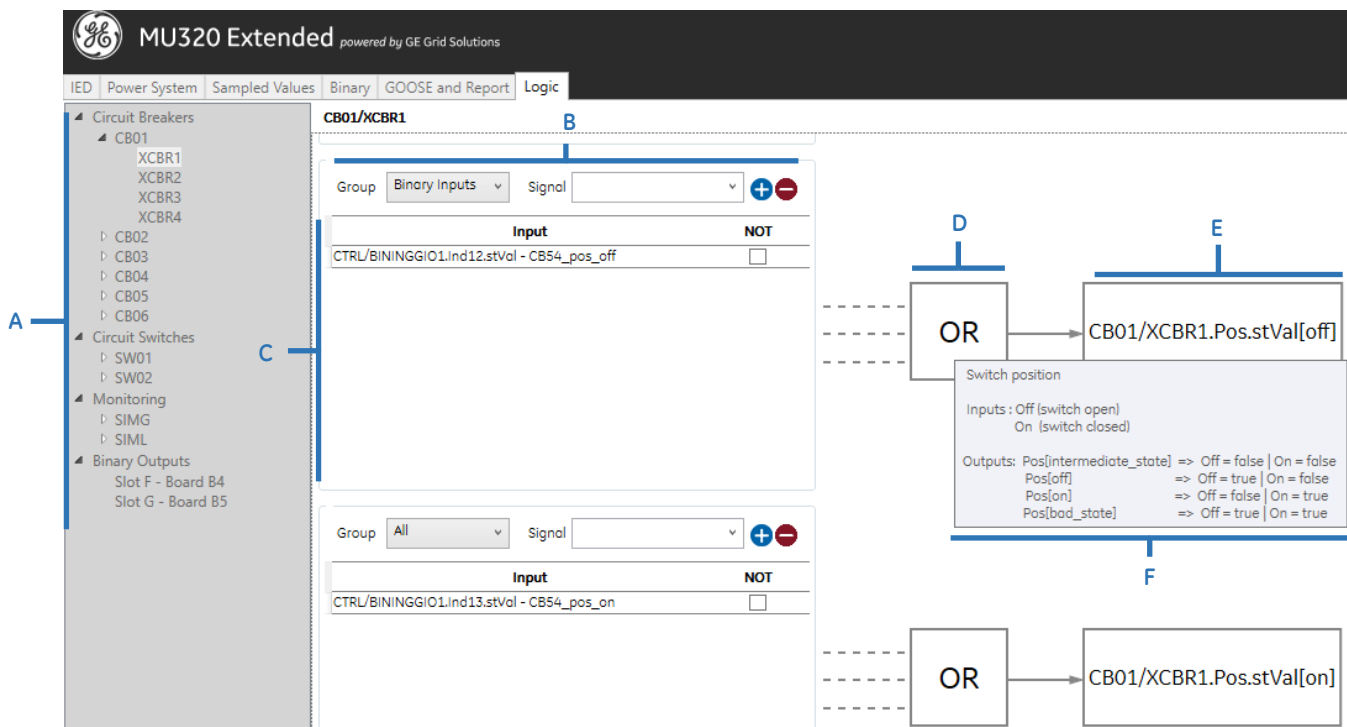 MU320 Extended powered by GE Grid Solutions
IED Power System Sampled Values Binary GOOSE and Report Logic
Circuit Breakers
CB01
XCBR1
XCBR2
XCBR3
XCBR4
CB02
CB03
CB04
CB05
CB06
Circuit Switches
SW01
SW02
Monitoring
SIMG
SIML
Binary Outputs
Slot F - Board B4
Slot G - Board B5
A
CB01/XCBR1
B
Group Binary Inputs Signal
Input NOT
CTRL/BININGGIO1.Ind12.stVal - CB54_pos_off
C
D
E
OR
CB01/XCBR1.Pos.stVal[off]
Switch position
Inputs : Off (switch open)
On (switch closed)
Outputs: Pos[intermediate_state] => Off = false | On = false
Pos[off] => Off = true | On = false
Pos[on] => Off = false | On = true
Pos[bad_state] => Off = true | On = true
F
Group All Signal
Input NOT
CTRL/BININGGIO1.Ind13.stVal - CB54_pos_on
OR
CB01/XCBR1.Pos.stVal[on]